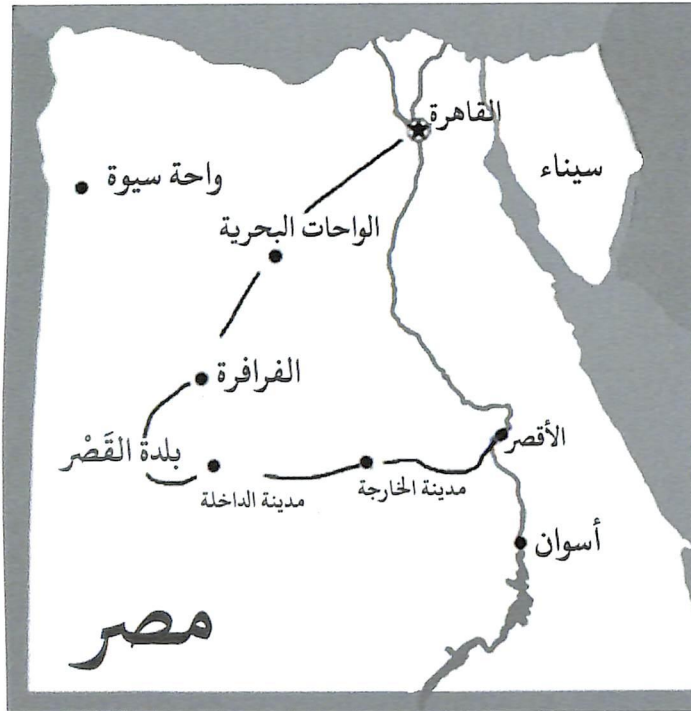 القاهرة
سيناء
واحة سيوة
الواحات البحرية
الفرافرة
الأقصر
بلدة القَصْر
مدينة الخارجة
مدينة الداخلة
أسوان
مصر